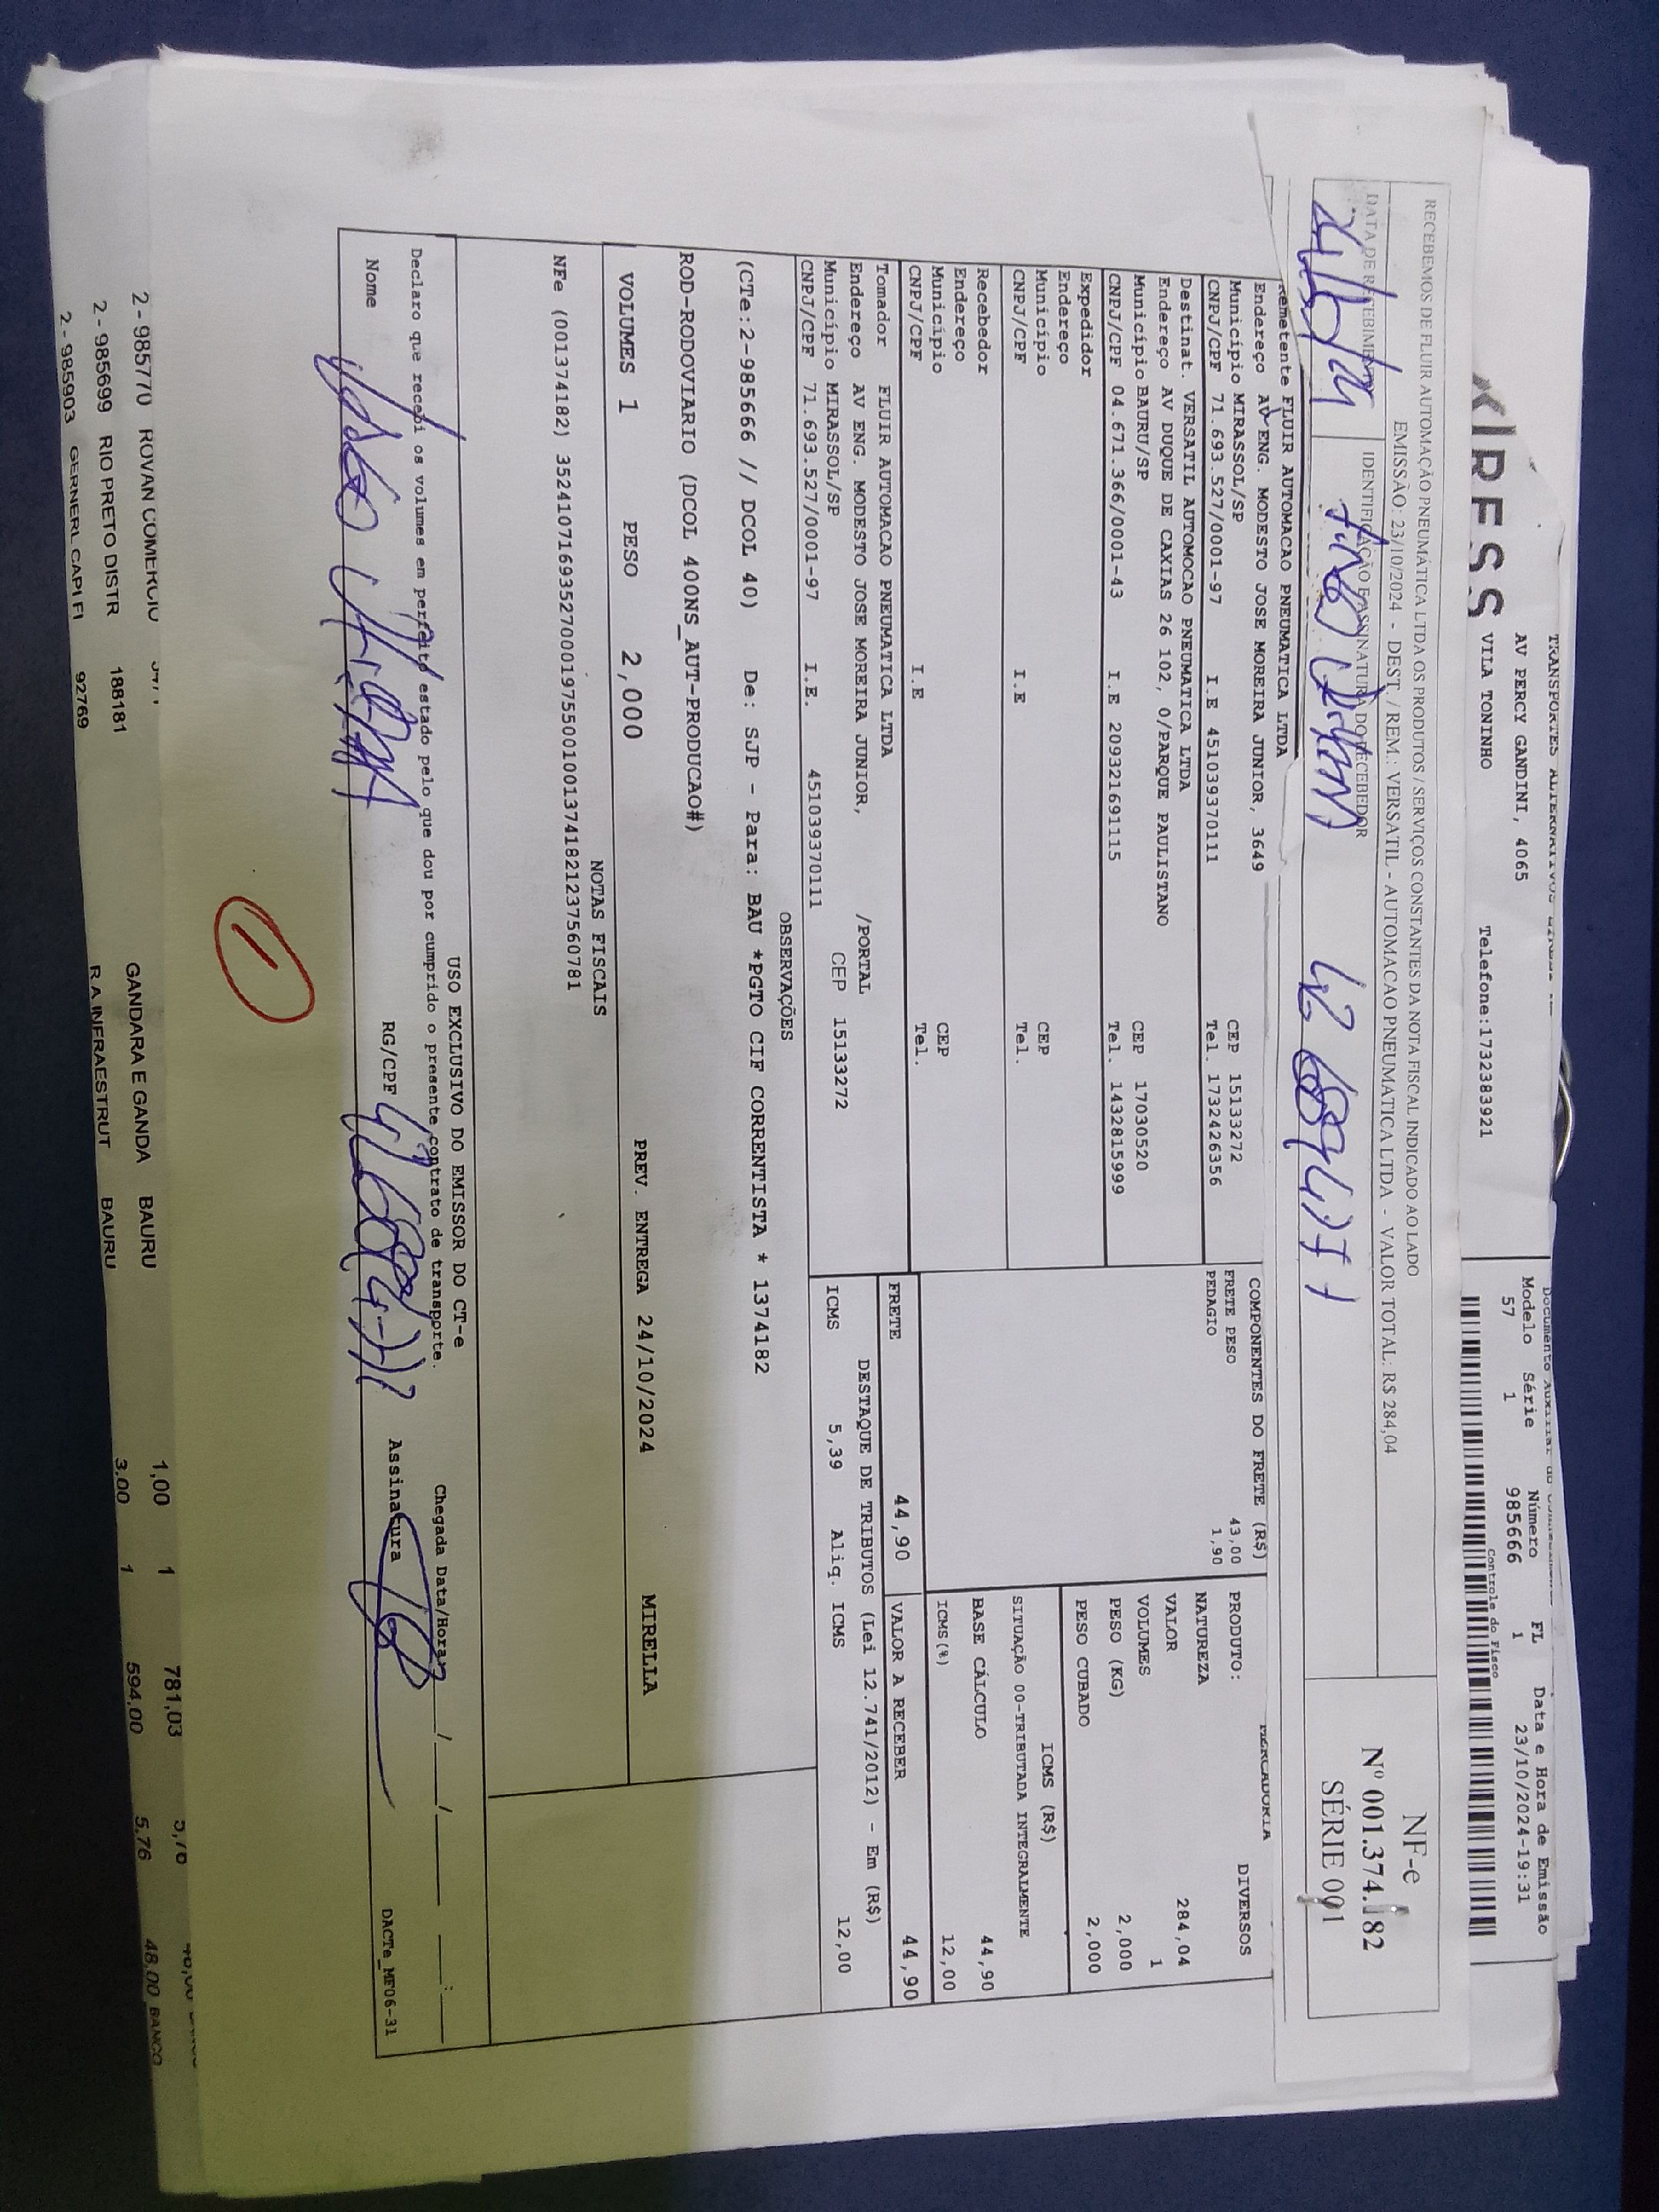 TRANSPORTES
AV PERCY GANDINI, 4065
VILA TONINHO
Telefone:1732383921
Modelo Série Número FL Data e Hora de Emissão
57 1 985666 1 23/10/2024-19:31
Controle do Fisco
RECEBEMOS DE FLUIR AUTOMAÇÃO PNEUMÁTICA LTDA OS PRODUTOS / SERVIÇOS CONSTANTES DA NOTA FISCAL INDICADO AO LADO
EMISSÃO: 23/10/2024 - DEST. / REM.: VERSATIL - AUTOMACAO PNEUMATICA LTDA - VALOR TOTAL: R$ 284,04
DATA DE RECEBIMENTO
IDENTIFICAÇÃO E ASSINATURA DO RECEBEDOR
NF-e
Nº 001.374.182
SÉRIE 001
Remetente FLUIR AUTOMACAO PNEUMATICA LTDA
Endereço AV ENG. MODESTO JOSE MOREIRA JUNIOR, 3649
Município MIRASSOL/SP CEP 15133272
CNPJ/CPF 71.693.527/0001-97 I.E 451039370111 Tel. 1732426356
Destinat. VERSATIL AUTOMOCAO PNEUMATICA LTDA
Endereço AV DUQUE DE CAXIAS 26 102, 0/PARQUE PAULISTANO
Município BAURU/SP CEP 17030520
CNPJ/CPF 04.671.366/0001-43 I.E 209321691115 Tel. 1432815999
Expedidor
Endereço
Município CEP
CNPJ/CPF I.E Tel.
Recebedor
Endereço
Município CEP
CNPJ/CPF I.E Tel.
Tomador FLUIR AUTOMACAO PNEUMATICA LTDA
Endereço AV ENG. MODESTO JOSE MOREIRA JUNIOR, /PORTAL
Município MIRASSOL/SP CEP 15133272
CNPJ/CPF 71.693.527/0001-97 I.E. 451039370111
COMPONENTES DO FRETE (R$)
FRETE PESO 43,00
PEDAGIO 1,90
MERCADORIA
PRODUTO: DIVERSOS
NATUREZA
VALOR 284,04
VOLUMES 1
PESO (KG) 2,000
PESO CUBADO 2,000
ICMS (R$)
SITUAÇÃO 00-TRIBUTADA INTEGRALMENTE
BASE CÁLCULO 44,90
ICMS(%) 12,00
FRETE 44,90 VALOR A RECEBER 44,90
DESTAQUE DE TRIBUTOS (Lei 12.741/2012) - Em (R$)
ICMS 5,39 Aliq. ICMS 12,00
OBSERVAÇÕES
(CTe:2-985666 // DCOL 40) De: SJP - Para: BAU *PGTO CIF CORRENTISTA * 1374182
ROD-RODOVIARIO (DCOL 400NS_AUT-PRODUCAO#)
VOLUMES 1 PESO 2,000 PREV. ENTREGA 24/10/2024 MIRELLA
NOTAS FISCAIS
NFe (001374182) 35241071693527000197550010013741821237560781
USO EXCLUSIVO DO EMISSOR DO CT-e
Declaro que recebi os volumes em perfeito estado pelo que dou por cumprido o presente contrato de transporte.
Chegada Data/Hora: __/__/____ __:__
Nome RG/CPF Assinatura
DACTe_MF06-31
2 - 985770 ROVAN COMERCIO GANDARA E GANDA BAURU 1,00 1 781,03
2 - 985699 RIO PRETO DISTR 188181 R.A INFRAESTRUT BAURU 3,00 1 594,00 5,76 48,00 BANCO
2 - 985903 GERNERL CAPI FI 92769